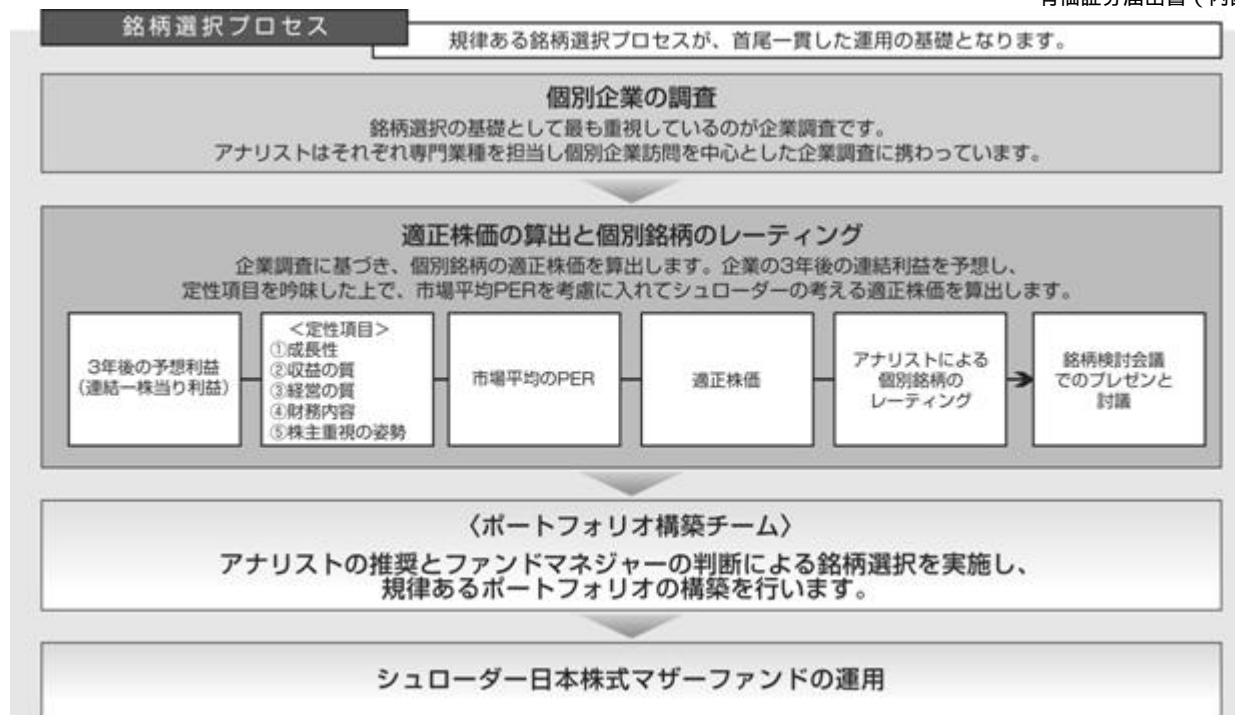 有価証券届出書(内
銘柄選択プロセス
規律ある銘柄選択プロセスが、首尾一貫した運用の基礎となります。
個別企業の調査
銘柄選択の基礎として最も重視しているのが企業調査です。
アナリストはそれぞれ専門業種を担当し個別企業訪問を中心とした企業調査に携わっています。
適正株価の算出と個別銘柄のレーティング
企業調査に基づき、個別銘柄の適正株価を算出します。企業の3年後の連結利益を予想し、
定性項目を吟味した上で、市場平均PERを考慮に入れてシュローダーの考える適正株価を算出します。
3年後の予想利益
(連結一株当り利益)
<定性項目>
①成長性
②収益の質
③経営の質
④財務内容
⑤株主重視の姿勢
市場平均のPER
適正株価
アナリストによる
個別銘柄の
レーティング
銘柄検討会議
でのプレゼンと
討議
〈ポートフォリオ構築チーム〉
アナリストの推奨とファンドマネジャーの判断による銘柄選択を実施し、
規律あるポートフォリオの構築を行います。
シュローダー日本株式マザーファンドの運用